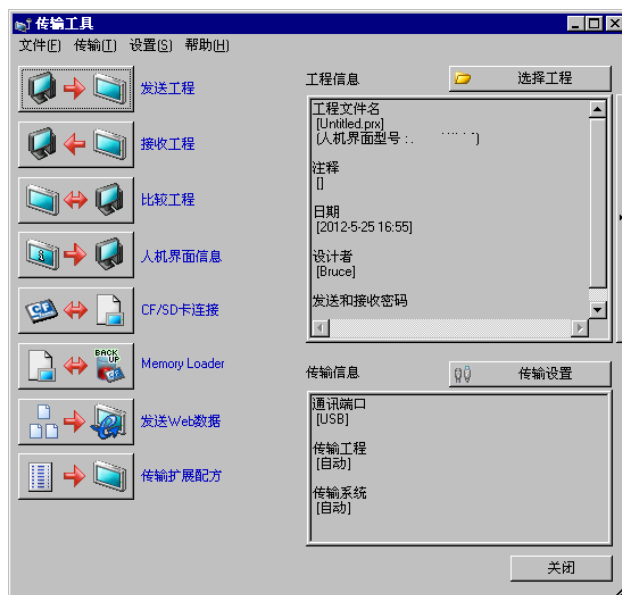 传输工具
文件(F) 传输(T) 设置(S) 帮助(H)
发送工程
接收工程
比较工程
人机界面信息
CF/SD卡连接
Memory Loader
发送Web数据
传输扩展配方
CF
BACK
UP
工程信息
选择工程
工程文件名
[Untitled.prx]
(人机界面型号:. )
注释
[]
日期
[2012-5-25 16:55]
设计者
[Bruce]
发送和接收密码
传输信息
传输设置
通讯端口
[USB]
传输工程
[自动]
传输系统
[自动]
关闭